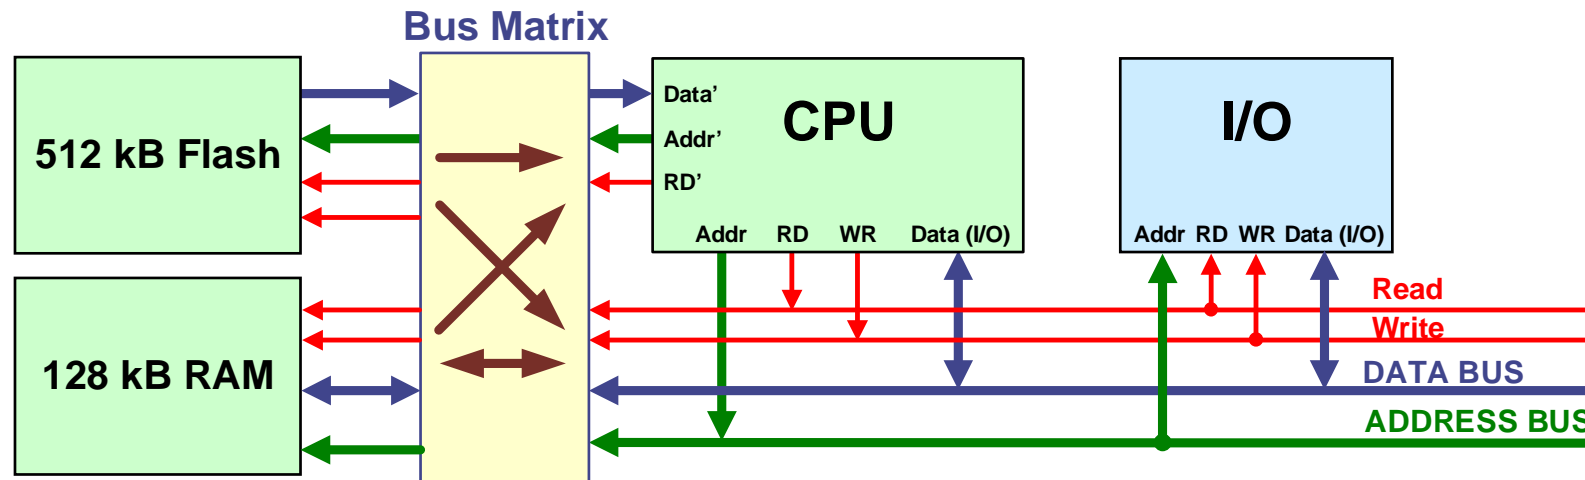 Bus Matrix
512 kB Flash
128 kB RAM
Data’
Addr’
RD’
CPU
Addr RD WR Data (I/O)
I/O
Addr RD WR Data (I/O)
Read
Write
DATA BUS
ADDRESS BUS